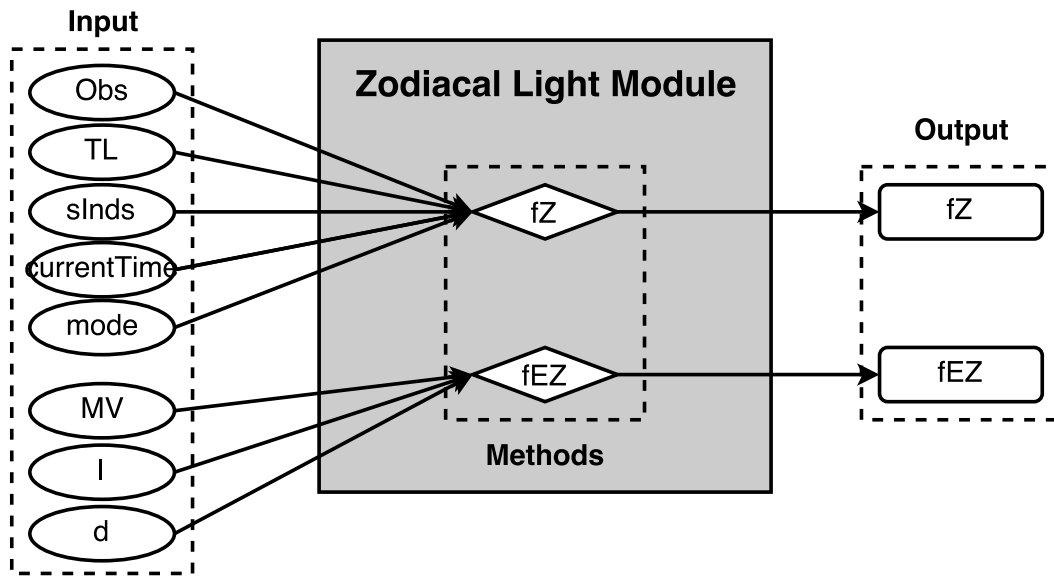 Input
Obs
TL
sInds
currentTime
mode
MV
I
d
Zodiacal Light Module
fZ
fEZ
Methods
Output
fZ
fEZ